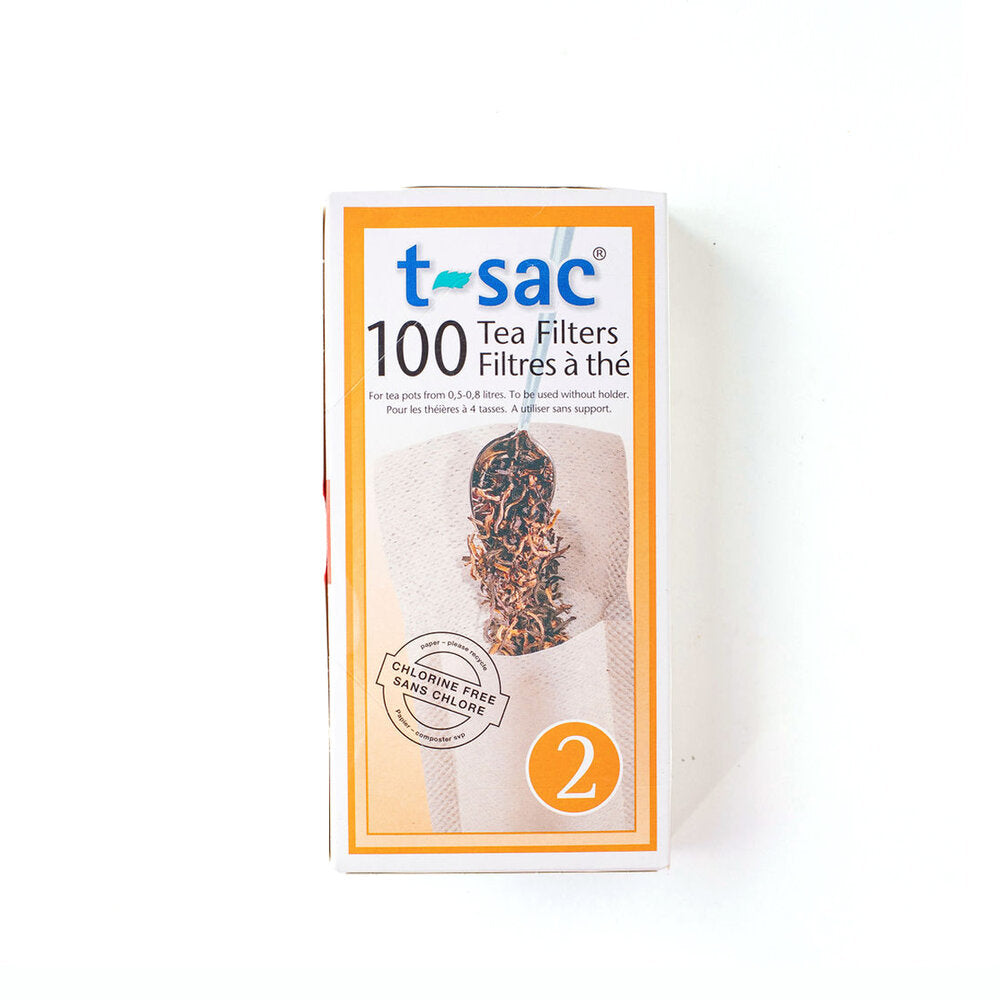 t-sac®
100 Tea Filters
Filtres à thé
For tea pots from 0,5-0,8 litres. To be used without holder.
Pour les théières à 4 tasses. A utiliser sans support.
paper – please recycle
CHLORINE FREE
SANS CHLORE
Papier – composter svp
2